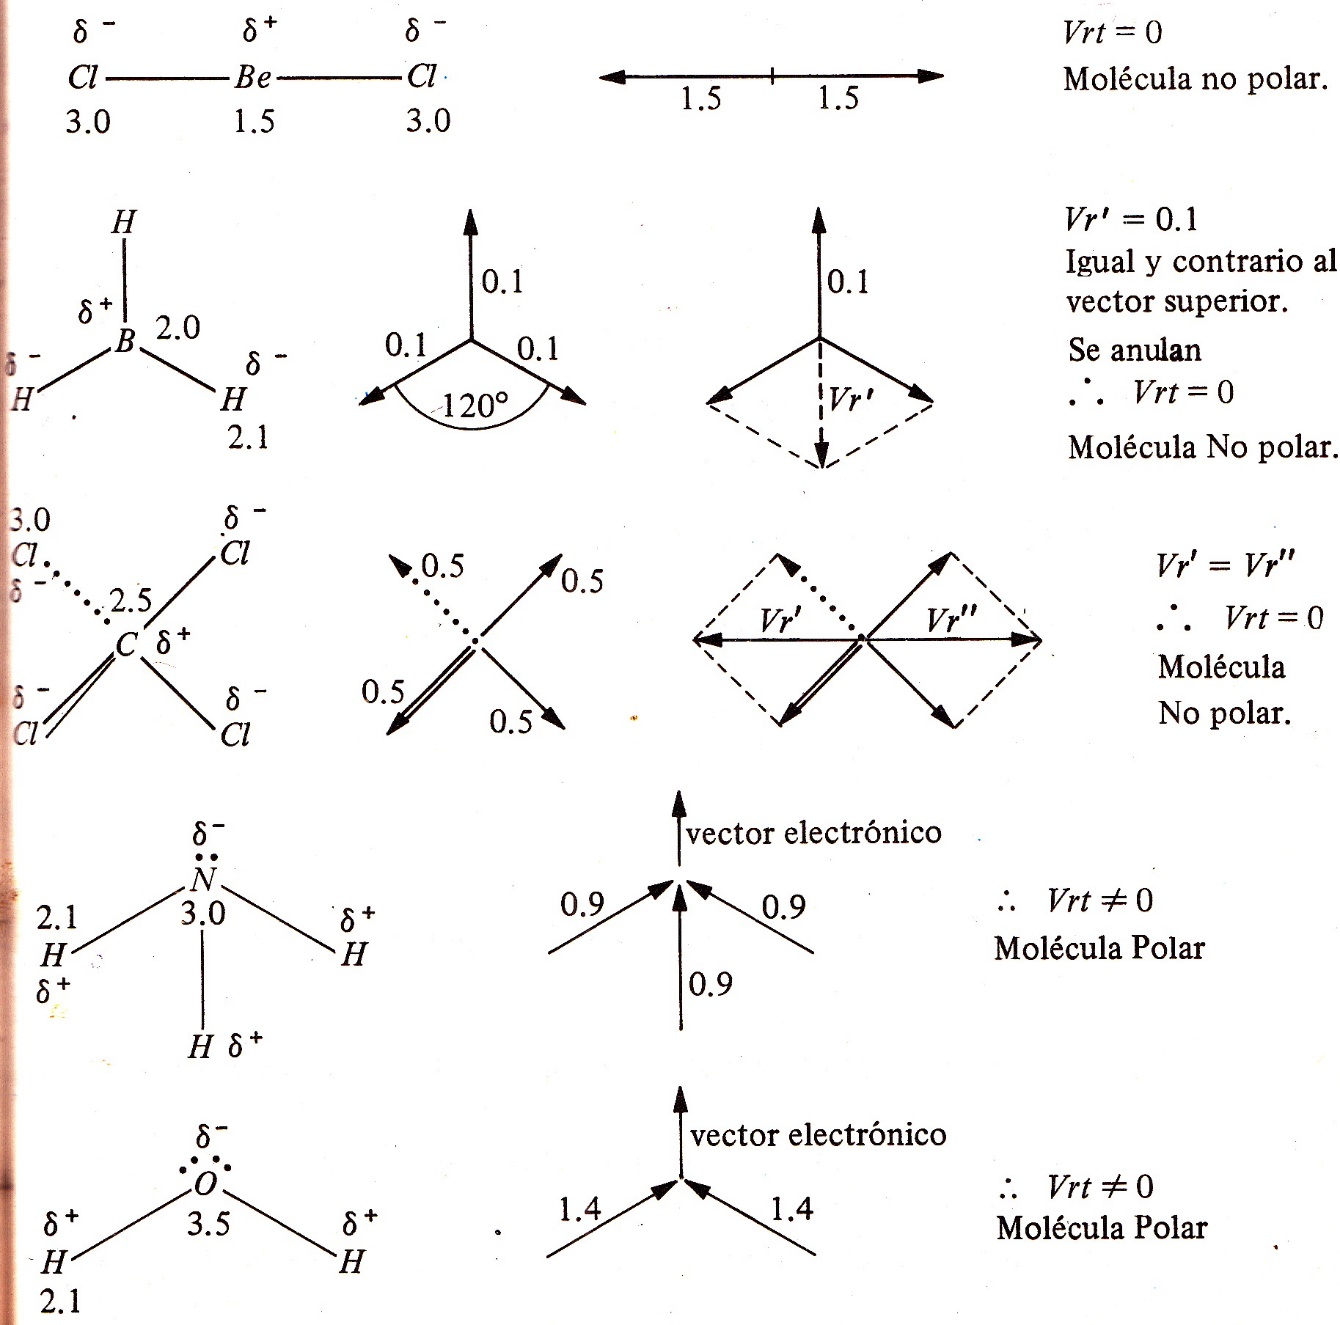 δ⁻ δ⁺ δ⁻
Cl Be Cl
3.0 1.5 3.0
1.5 1.5
Vrt = 0
Molécula no polar.
H
δ⁺
B 2.0
δ⁻ δ⁻
H H
2.1
0.1
0.1 0.1
120°
0.1
Vr'
Vr' = 0.1
Igual y contrario al
vector superior.
Se anulan
∴ Vrt = 0
Molécula No polar.
3.0 δ⁻
Cl Cl
δ⁻ 2.5
C δ⁺
δ⁻ δ⁻
Cl Cl
0.5 0.5
0.5 0.5
Vr' Vr''
Vr' = Vr''
∴ Vrt = 0
Molécula
No polar.
δ⁻
N
2.1 3.0 δ⁺
H H
δ⁺
H δ⁺
vector electrónico
0.9 0.9
0.9
∴ Vrt ≠ 0
Molécula Polar
δ⁻
O
δ⁺ 3.5 δ⁺
H H
2.1
vector electrónico
1.4 1.4
∴ Vrt ≠ 0
Molécula Polar